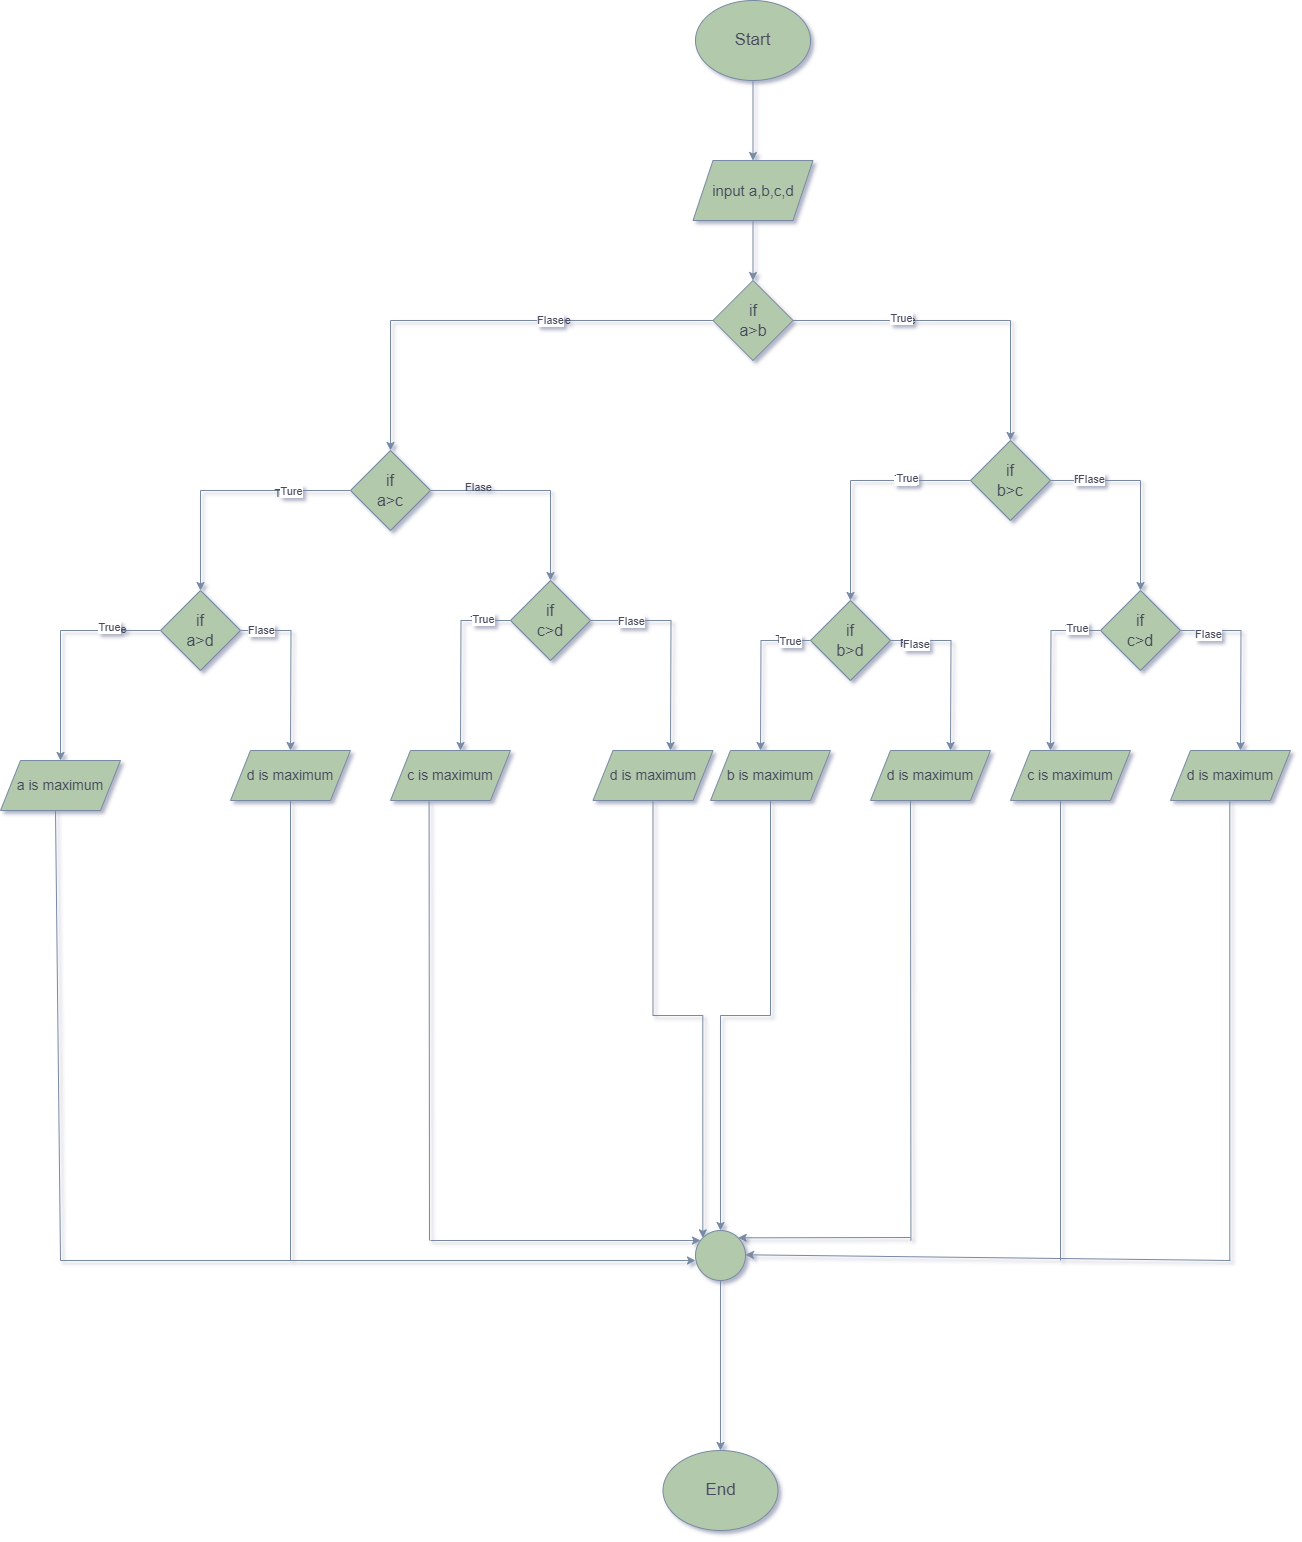 Start
input a,b,c,d
if
a>b
Flase
True
if
a>c
if
b>c
Ture
Flase
True
Flase
if
a>d
if
c>d
if
b>d
if
c>d
True
Flase
True
Flase
True
Flase
True
Flase
a is maximum
d is maximum
c is maximum
d is maximum
b is maximum
d is maximum
c is maximum
d is maximum
End